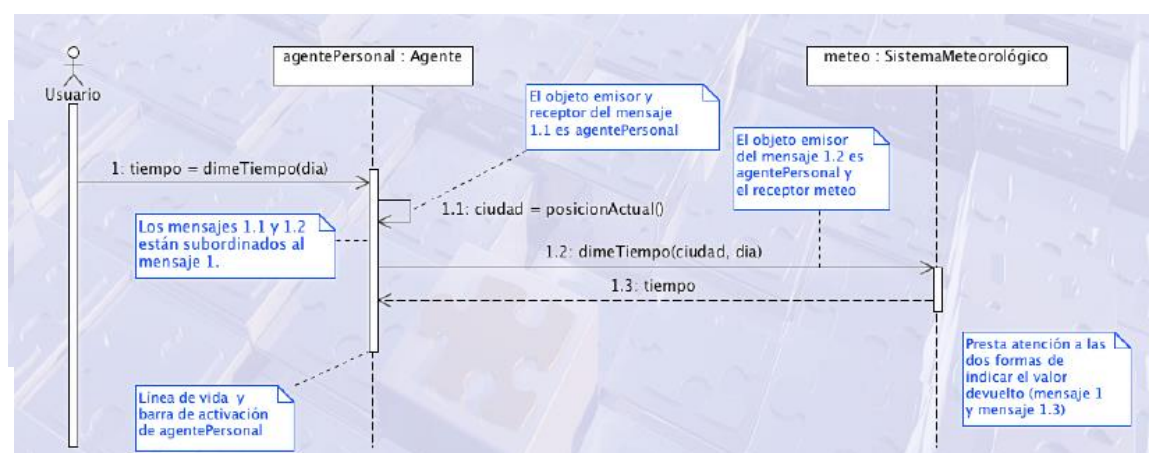 agentePersonal : Agente
meteo : SistemaMeteorológico
Usuario
El objeto emisor y
receptor del mensaje
1.1 es agentePersonal
El objeto emisor
del mensaje 1.2 es
agentePersonal y
el receptor meteo
1: tiempo = dimeTiempo(dia)
1.1: ciudad = posicionActual()
Los mensajes 1.1 y 1.2
están subordinados al
mensaje 1.
1.2: dimeTiempo(ciudad, dia)
1.3: tiempo
Presta atención a las
dos formas de
indicar el valor
devuelto (mensaje 1
y mensaje 1.3)
Línea de vida y
barra de activación
de agentePersonal